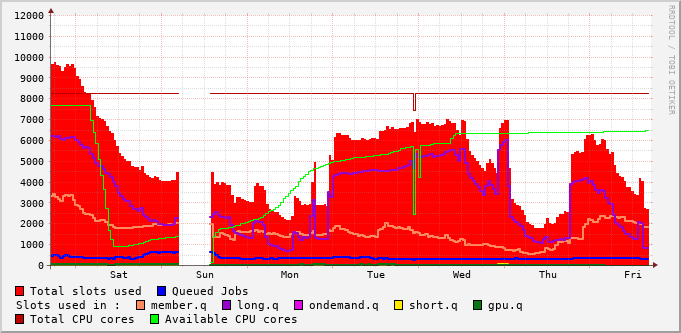 12000
11000
10000
9000
8000
7000
6000
5000
4000
3000
2000
1000
0
Sat Sun Mon Tue Wed Thu Fri
Total slots used Queued Jobs
Slots used in : member.q long.q ondemand.q short.q gpu.q
Total CPU cores Available CPU cores
RRDTOOL / TOBI OETIKER